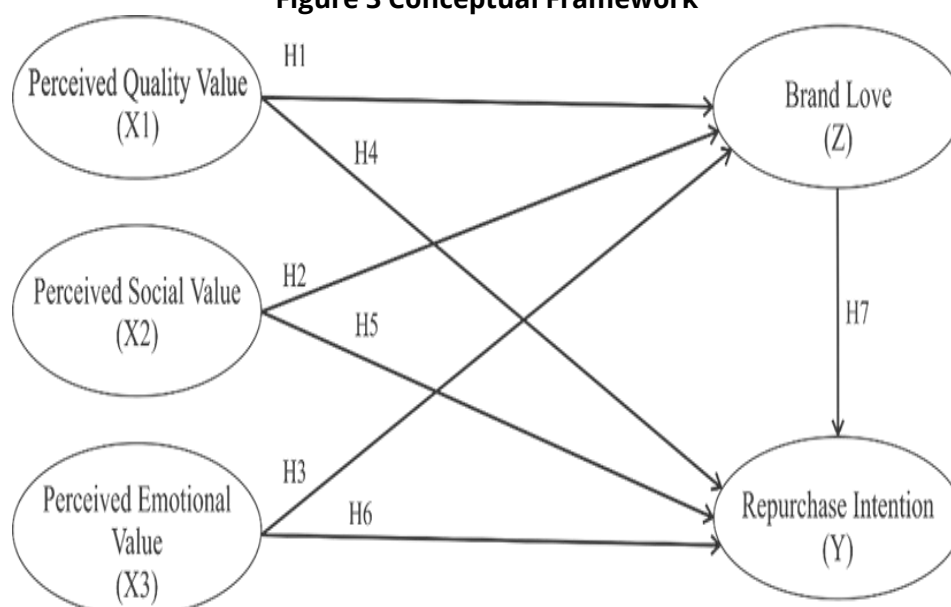 Figure 3 Conceptual Framework
H1
Perceived Quality Value
(X1)
Brand Love
(Z)
H4
H2
Perceived Social Value
(X2)
H5
H7
H3
Perceived Emotional
Value
(X3)
H6
Repurchase Intention
(Y)